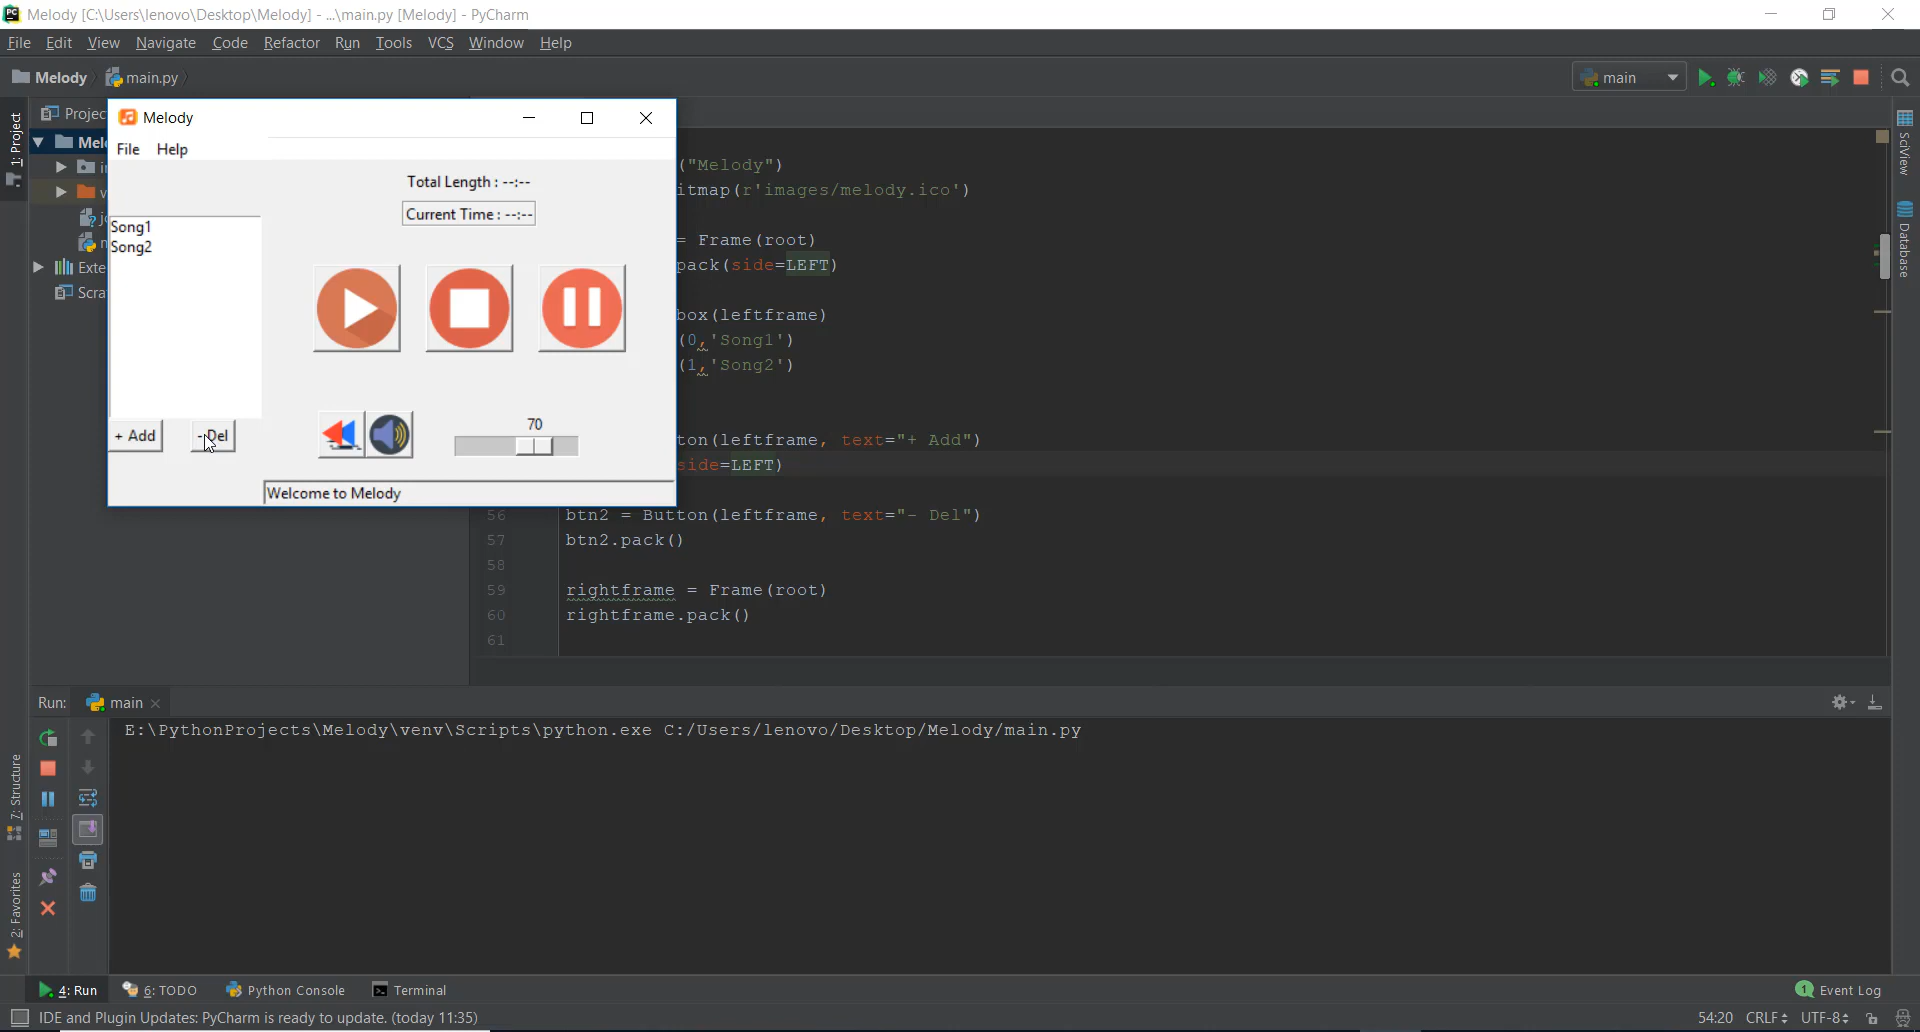 Melody [C:\Users\lenovo\Desktop\Melody] - ...\main.py [Melody] - PyCharm
File Edit View Navigate Code Refactor Run Tools VCS Window Help
Melody main.py
main
1: Project
Projec
Melody
Mel
File Help
Total Length : --:--
Current Time : --:--
Song1
Song2
Exte
Scra
+ Add
- Del
70
Welcome to Melody
("Melody")
itmap(r'images/melody.ico')
= Frame(root)
pack(side=LEFT)
box(leftframe)
(0,'Song1')
(1,'Song2')
ton(leftframe, text="+ Add")
side=LEFT)
56 btn2 = Button(leftframe, text="- Del")
57 btn2.pack()
58
59 rightframe = Frame(root)
60 rightframe.pack()
61
SciView
Database
Run: main
E:\PythonProjects\Melody\venv\Scripts\python.exe C:/Users/lenovo/Desktop/Melody/main.py
7: Structure
2: Favorites
4: Run 6: TODO Python Console Terminal
1 Event Log
IDE and Plugin Updates: PyCharm is ready to update. (today 11:35)
54:20 CRLF UTF-8